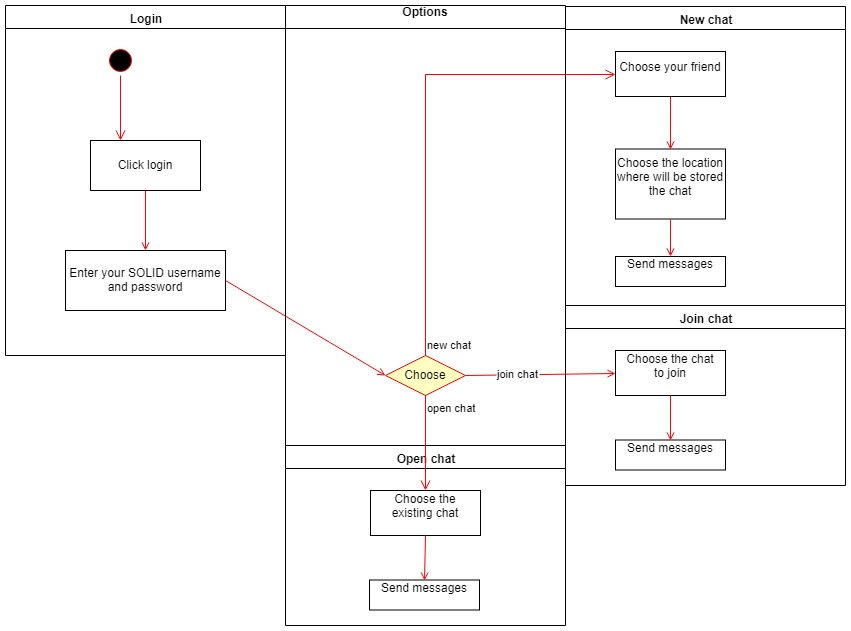 Login
Options
New chat
Click login
Enter your SOLID username
and password
Choose
new chat
join chat
open chat
Choose your friend
Choose the location
where will be stored
the chat
Send messages
Join chat
Choose the chat
to join
Send messages
Open chat
Choose the
existing chat
Send messages